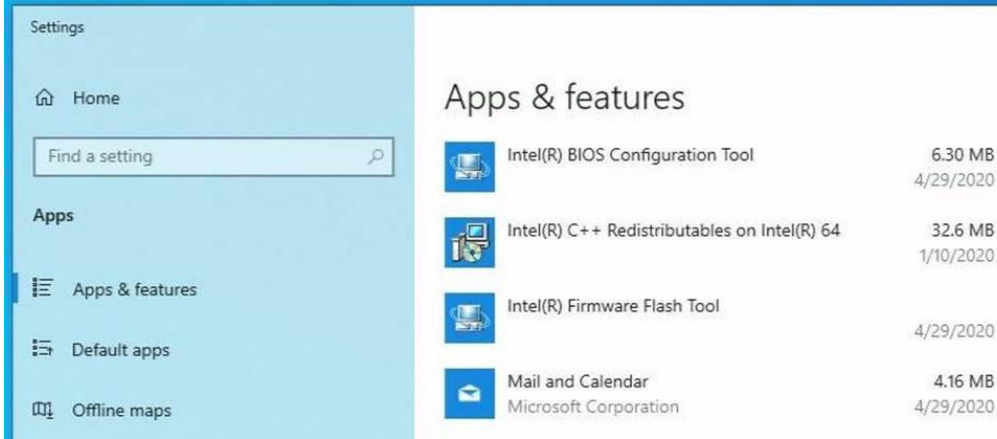 Settings
Home
Find a setting
Apps
Apps & features
Default apps
Offline maps
Apps & features
Intel(R) BIOS Configuration Tool 6.30 MB
4/29/2020
Intel(R) C++ Redistributables on Intel(R) 64 32.6 MB
1/10/2020
Intel(R) Firmware Flash Tool
4/29/2020
Mail and Calendar 4.16 MB
Microsoft Corporation 4/29/2020